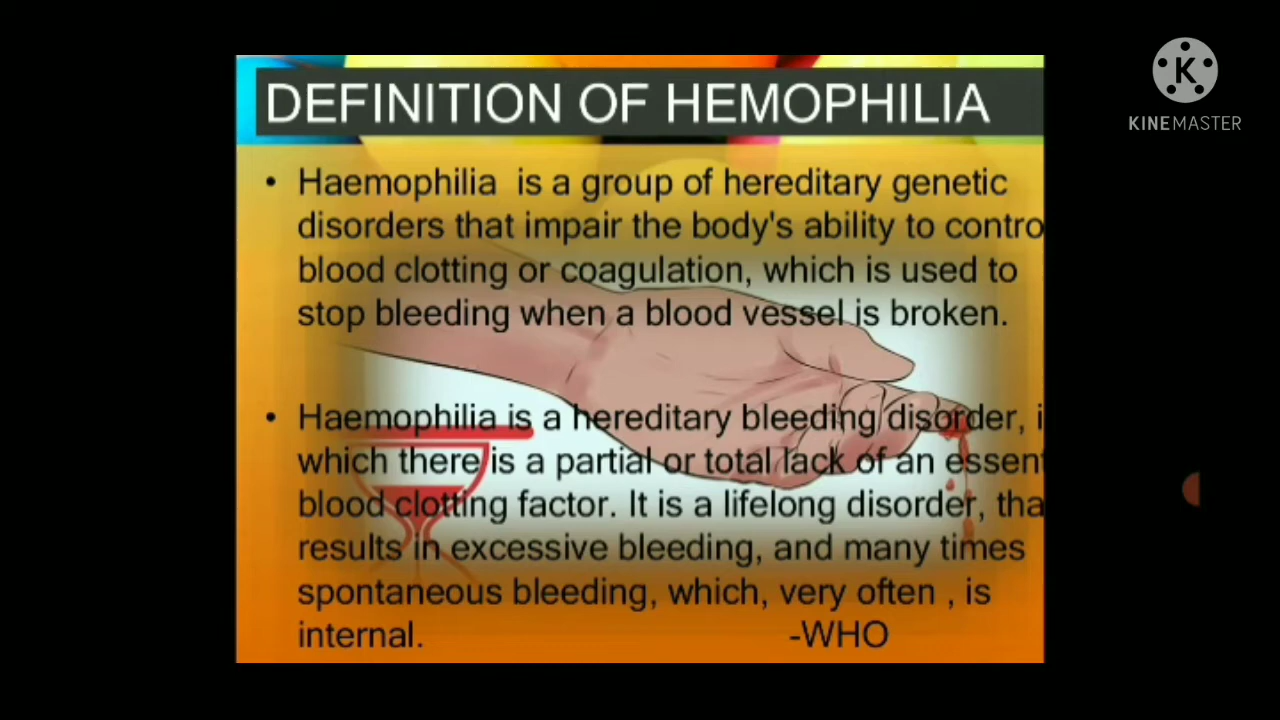 DEFINITION OF HEMOPHILIA
K
KINEMASTER
• Haemophilia is a group of hereditary genetic
disorders that impair the body's ability to contro
blood clotting or coagulation, which is used to
stop bleeding when a blood vessel is broken.
• Haemophilia is a hereditary bleeding disorder, i
which there is a partial or total lack of an essent
blood clotting factor. It is a lifelong disorder, tha
results in excessive bleeding, and many times
spontaneous bleeding, which, very often , is
internal. -WHO